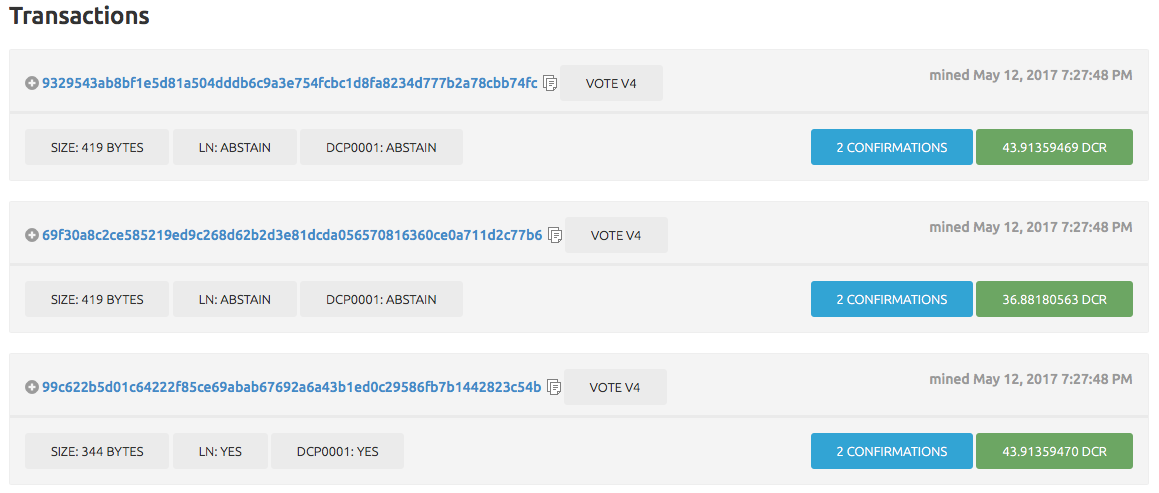 Transactions
9329543ab8bf1e5d81a504dddb6c9a3e754fcbc1d8fa8234d777b2a78cbb74fc VOTE V4 mined May 12, 2017 7:27:48 PM
SIZE: 419 BYTES LN: ABSTAIN DCP0001: ABSTAIN 2 CONFIRMATIONS 43.91359469 DCR
69f30a8c2ce585219ed9c268d62b2d3e81dcda056570816360ce0a711d2c77b6 VOTE V4 mined May 12, 2017 7:27:48 PM
SIZE: 419 BYTES LN: ABSTAIN DCP0001: ABSTAIN 2 CONFIRMATIONS 36.88180563 DCR
99c622b5d01c64222f85ce69abab67692a6a43b1ed0c29586fb7b1442823c54b VOTE V4 mined May 12, 2017 7:27:48 PM
SIZE: 344 BYTES LN: YES DCP0001: YES 2 CONFIRMATIONS 43.91359470 DCR